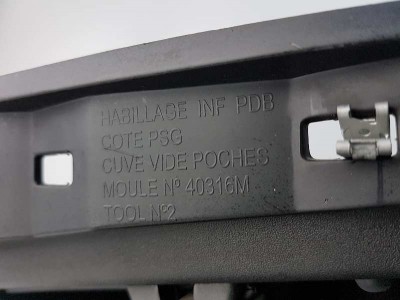 HABILLAGE INF PDB
COTE PSG
CUVE VIDE POCHES
MOULE Nº 40316M
TOOL Nº2